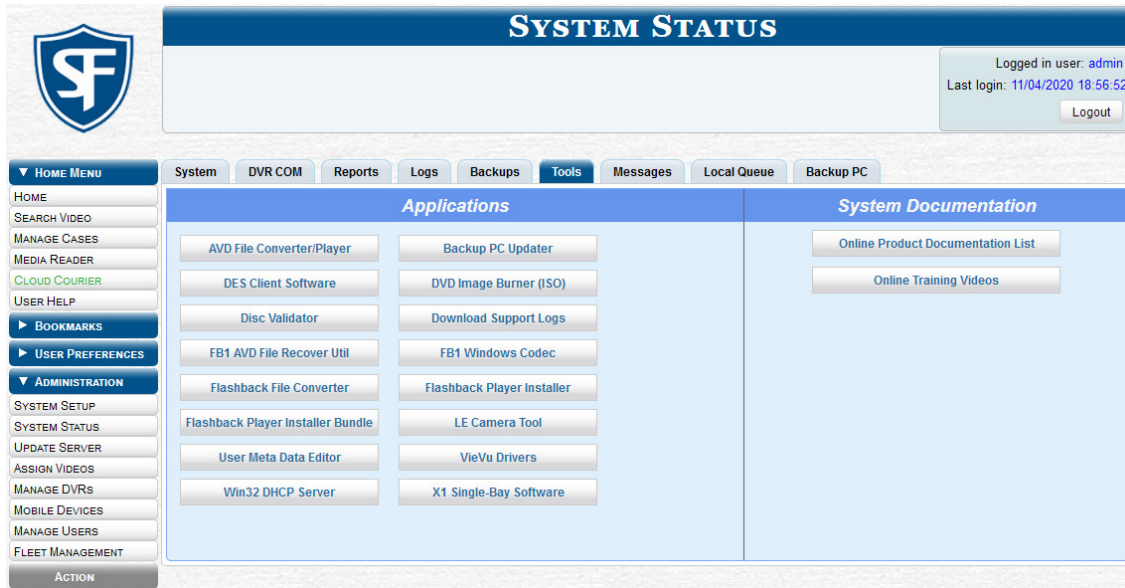 SYSTEM STATUS
SF
Logged in user: admin
Last login: 11/04/2020 18:56:52
Logout
▼ HOME MENU
HOME
SEARCH VIDEO
MANAGE CASES
MEDIA READER
CLOUD COURIER
USER HELP
► BOOKMARKS
► USER PREFERENCES
▼ ADMINISTRATION
SYSTEM SETUP
SYSTEM STATUS
UPDATE SERVER
ASSIGN VIDEOS
MANAGE DVRS
MOBILE DEVICES
MANAGE USERS
FLEET MANAGEMENT
ACTION
System DVR COM Reports Logs Backups Tools Messages Local Queue Backup PC
Applications
AVD File Converter/Player Backup PC Updater
DES Client Software DVD Image Burner (ISO)
Disc Validator Download Support Logs
FB1 AVD File Recover Util FB1 Windows Codec
Flashback File Converter Flashback Player Installer
Flashback Player Installer Bundle LE Camera Tool
User Meta Data Editor VieVu Drivers
Win32 DHCP Server X1 Single-Bay Software
System Documentation
Online Product Documentation List
Online Training Videos